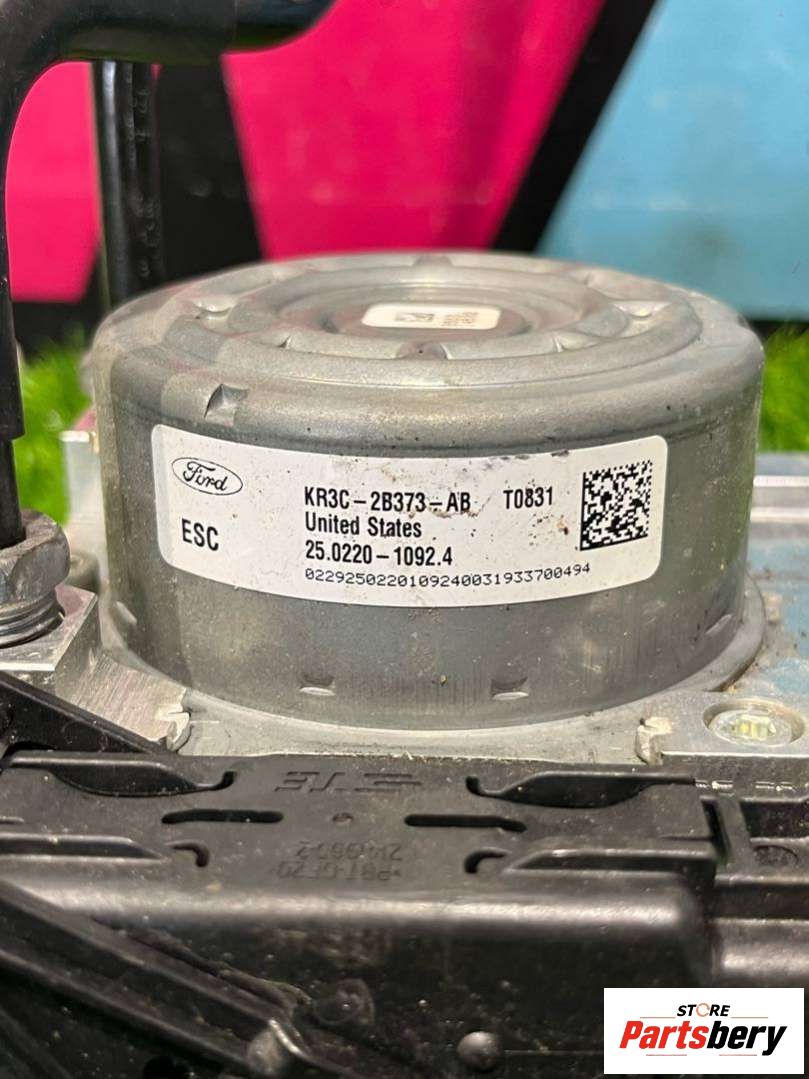 Ford
ESC
KR3C-2B373-AB T0831
United States
25.0220-1092.4
0229250220109240031933700494
STORE
Partsbery